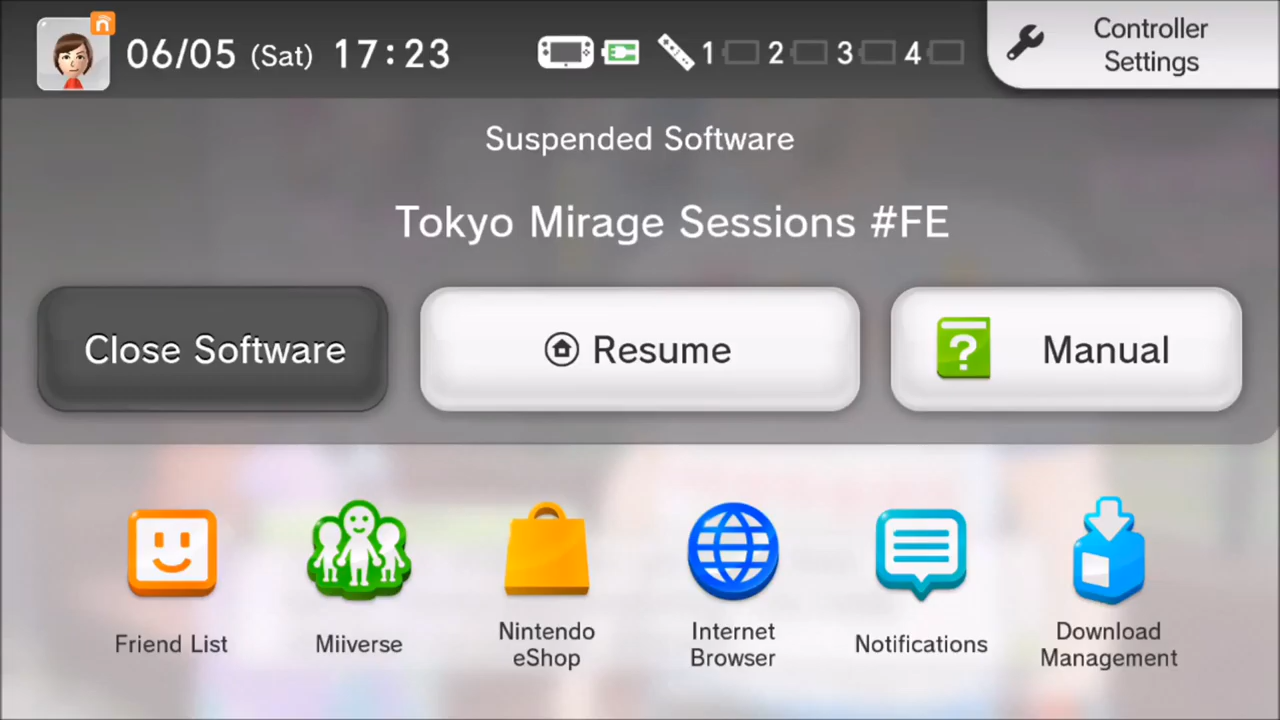 06/05 (Sat) 17:23
1 2 3 4
Controller
Settings
Suspended Software
Tokyo Mirage Sessions #FE
Close Software
Resume
? Manual
Friend List
Miiverse
Nintendo
eShop
Internet
Browser
Notifications
Download
Management